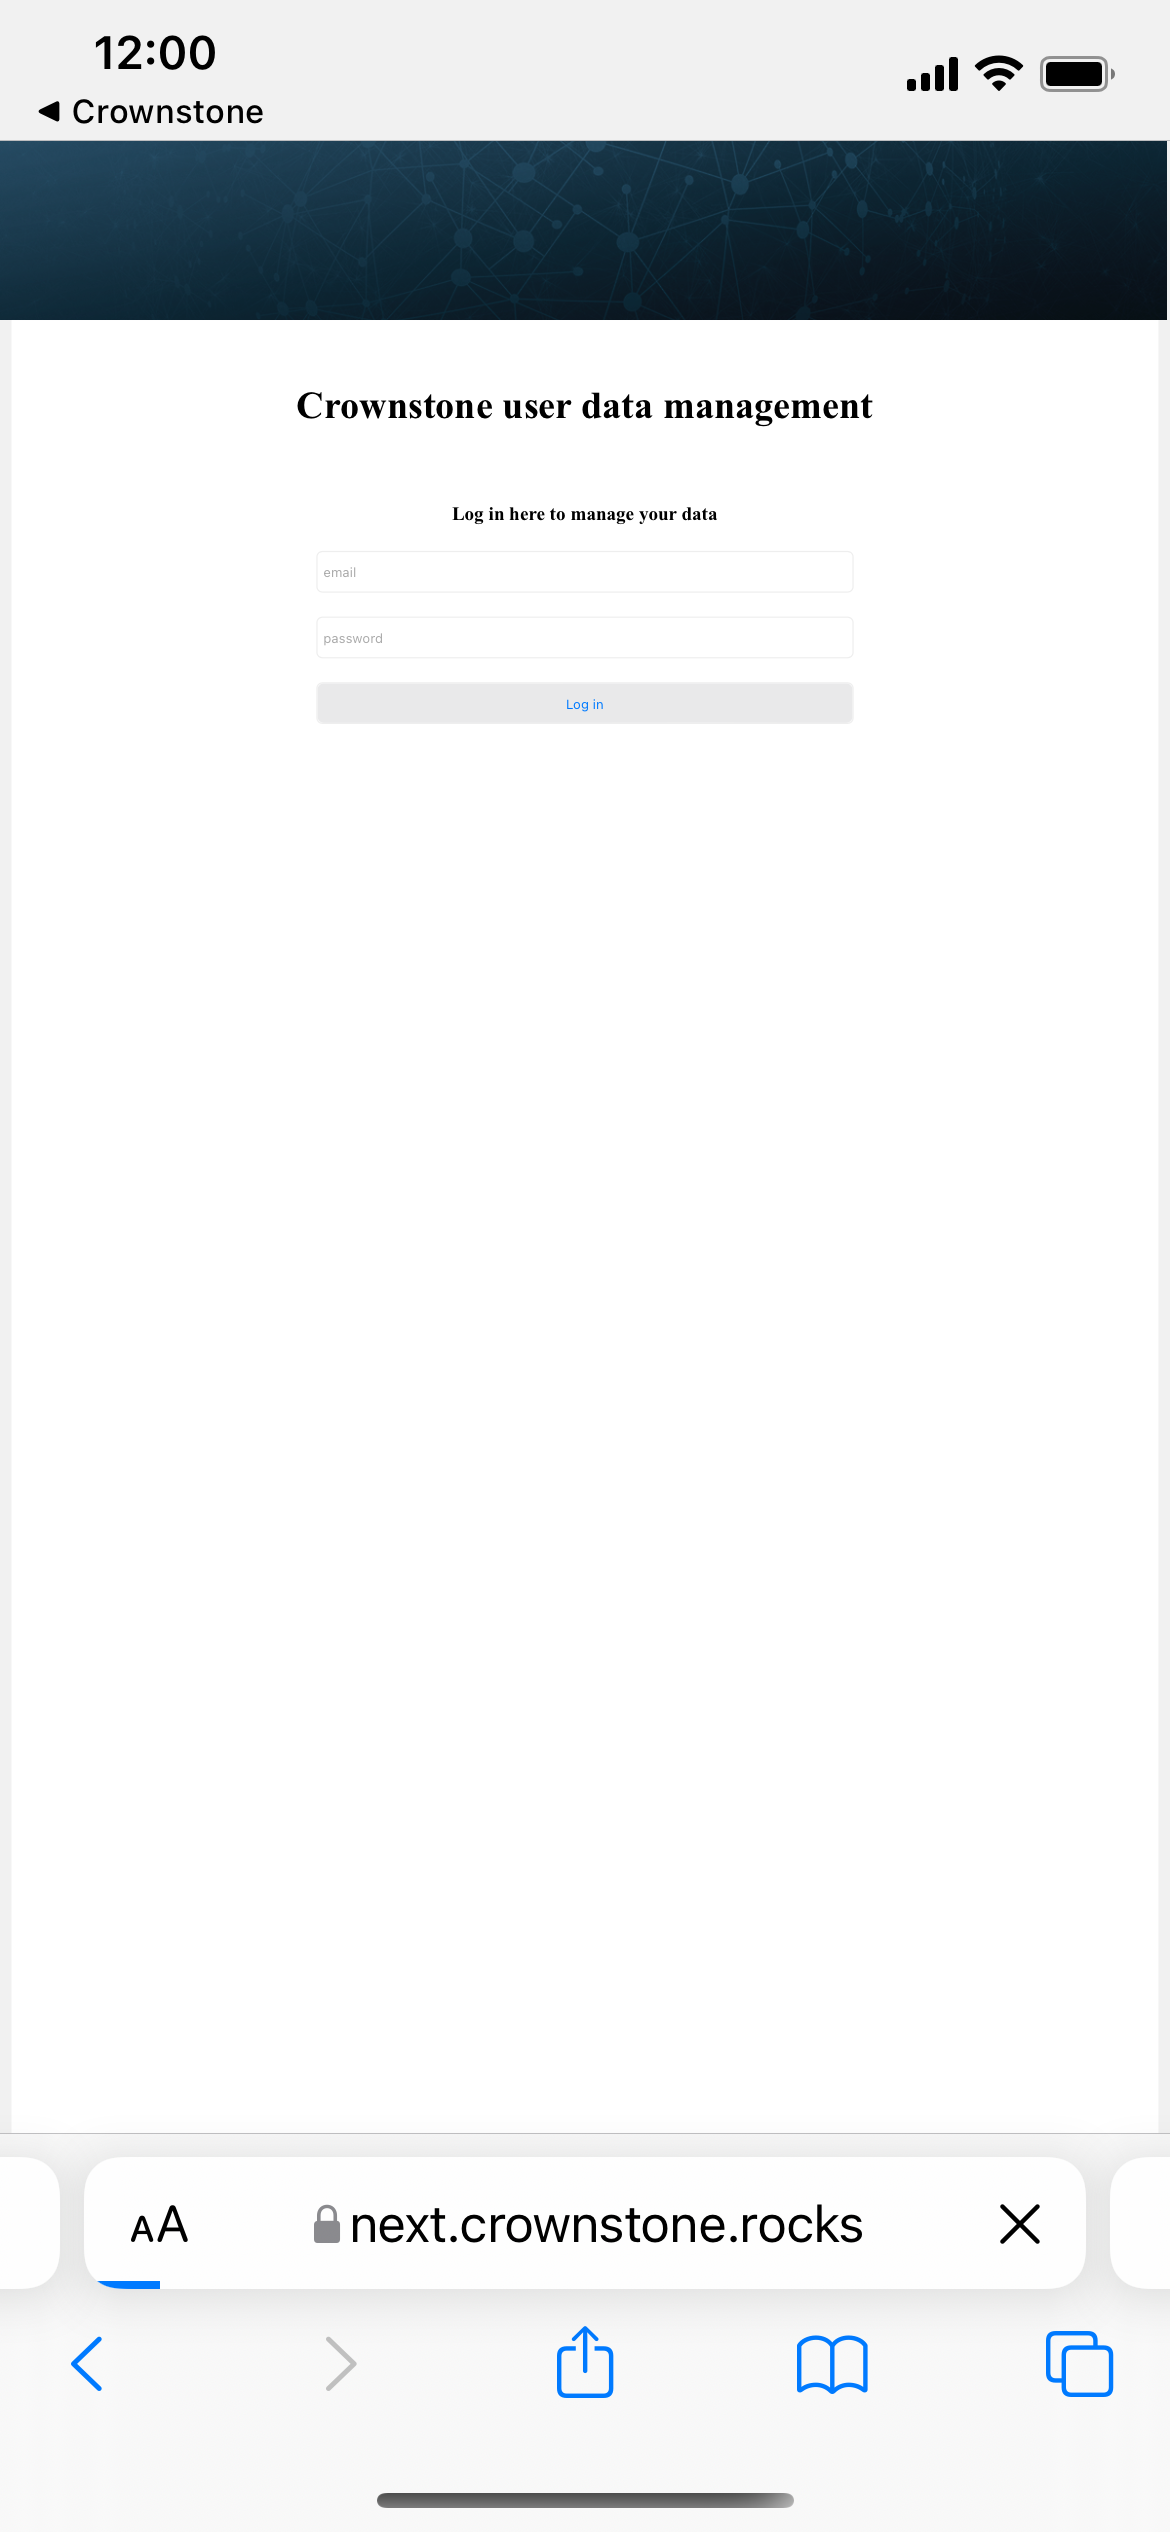 12:00
◀ Crownstone
Crownstone user data management
Log in here to manage your data
email
password
Log in
AA
next.crownstone.rocks